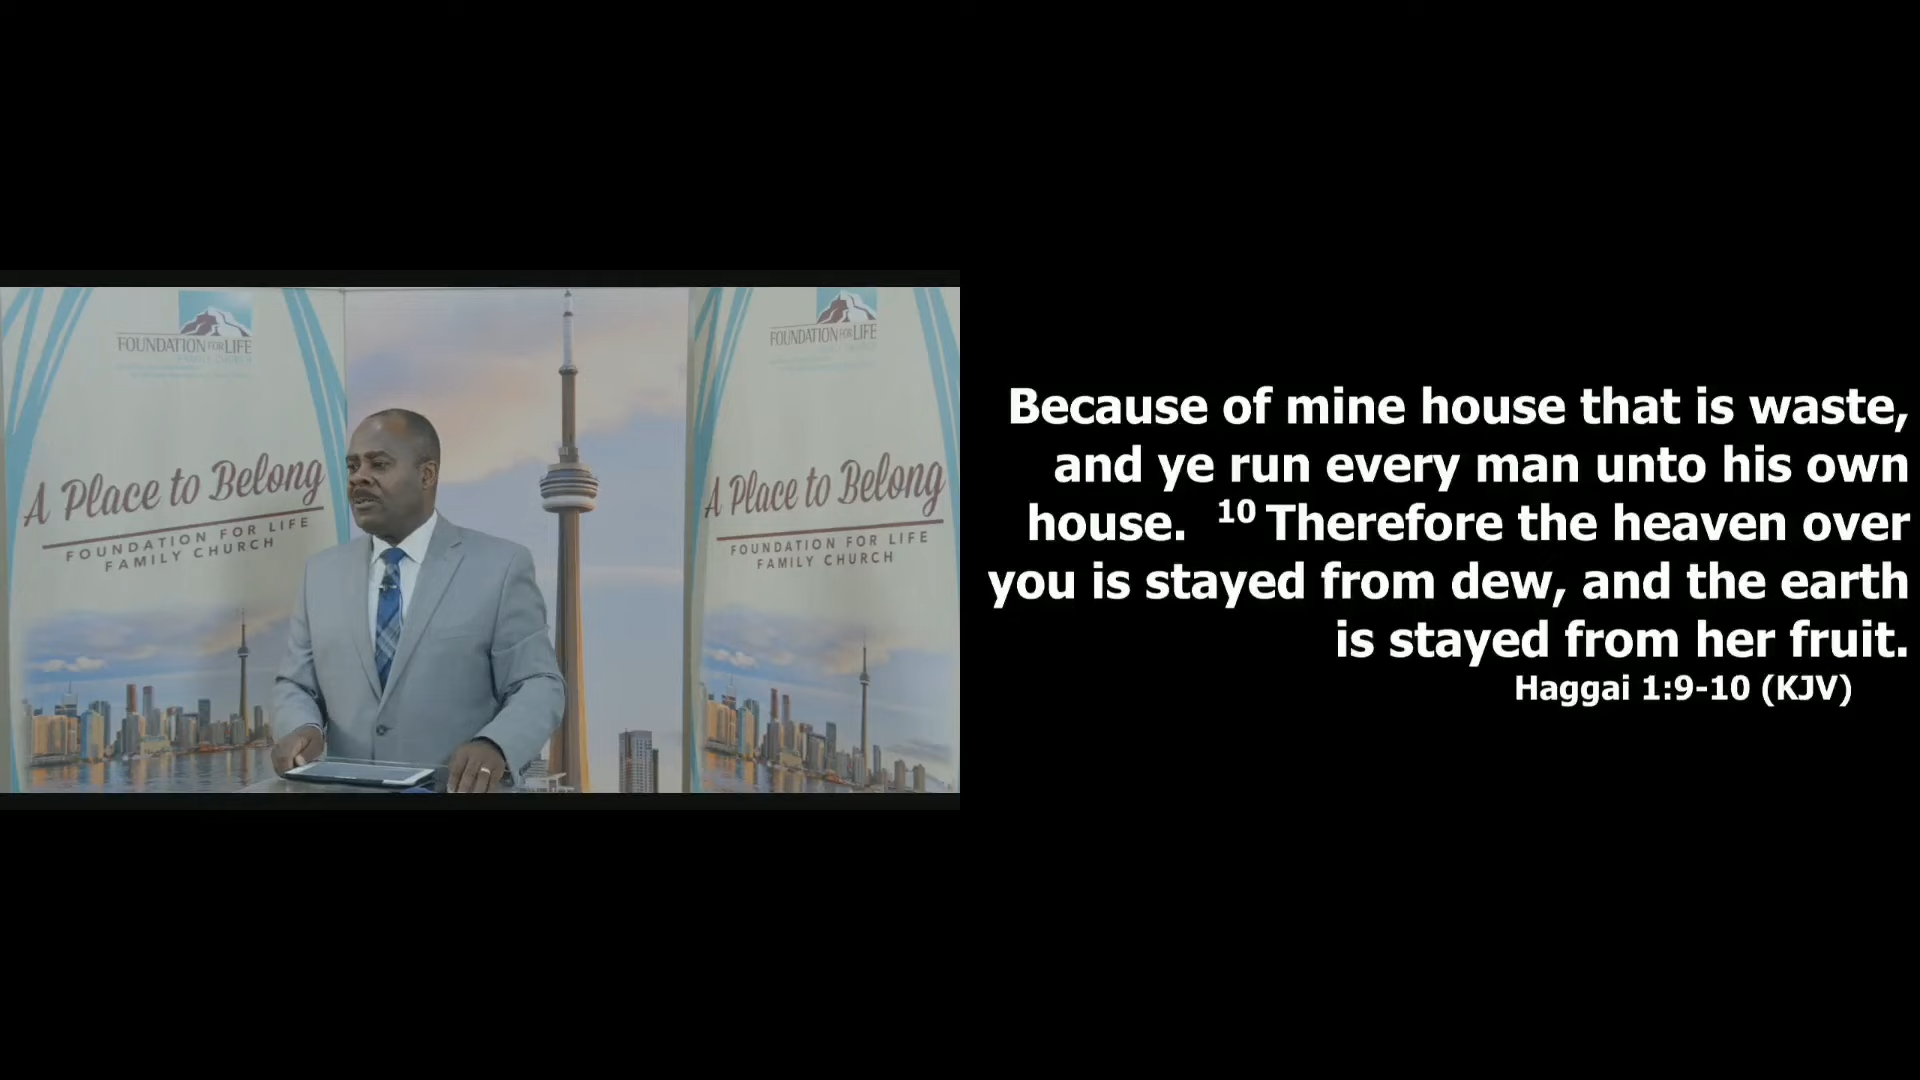 FOUNDATION FOR LIFE
FAMILY CHURCH
A Place to Belong
FOUNDATION FOR LIFE
FAMILY CHURCH
FOUNDATION FOR LIFE
A Place to Belong
FOUNDATION FOR LIFE
FAMILY CHURCH
Because of mine house that is waste,
and ye run every man unto his own
house. 10 Therefore the heaven over
you is stayed from dew, and the earth
is stayed from her fruit.
Haggai 1:9-10 (KJV)